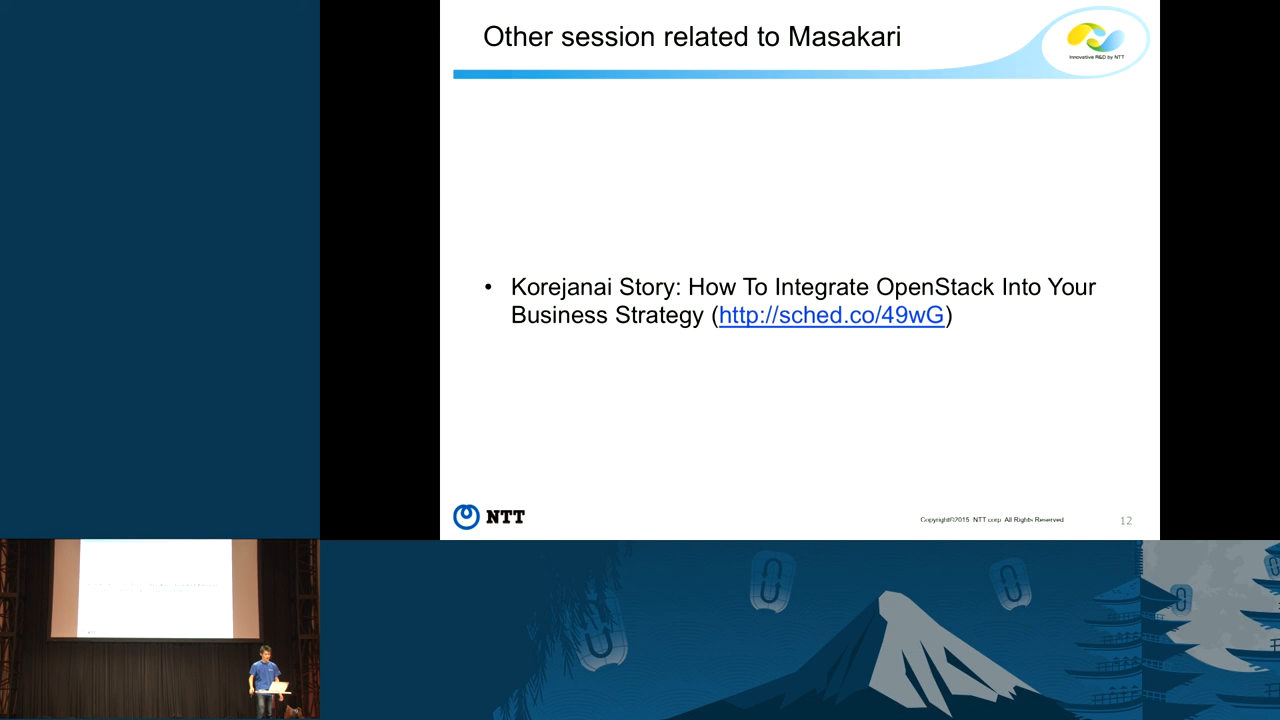 Other session related to Masakari
Innovative R&D by NTT
• Korejanai Story: How To Integrate OpenStack Into Your
Business Strategy (http://sched.co/49wG)
NTT
Copyright©2015 NTT corp. All Rights Reserved
12